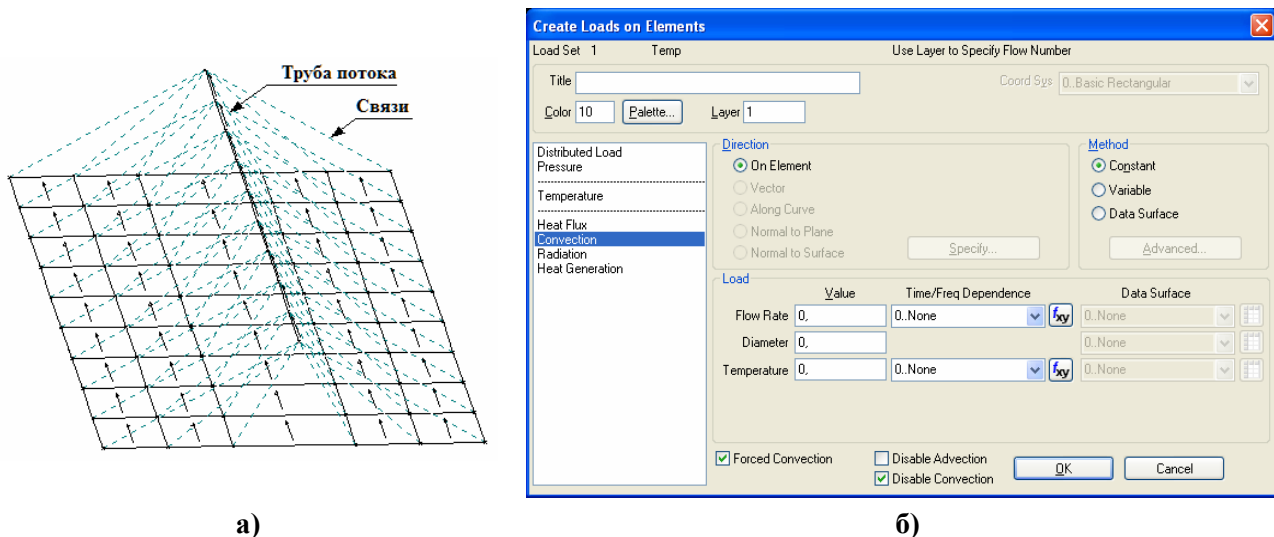 Труба потока
Связи
а)
Create Loads on Elements
Load Set 1 Temp Use Layer to Specify Flow Number
Title Coord Sys 0..Basic Rectangular
Color 10 Palette... Layer 1
Distributed Load
Pressure
Temperature
Heat Flux
Convection
Radiation
Heat Generation
Direction
On Element
Vector
Along Curve
Normal to Plane
Normal to Surface
Specify...
Method
Constant
Variable
Data Surface
Advanced...
Load
Value Time/Freq Dependence Data Surface
Flow Rate 0, 0..None fxy 0..None
Diameter 0, 0..None
Temperature 0, 0..None fxy 0..None
Forced Convection Disable Advection
Disable Convection
OK Cancel
б)